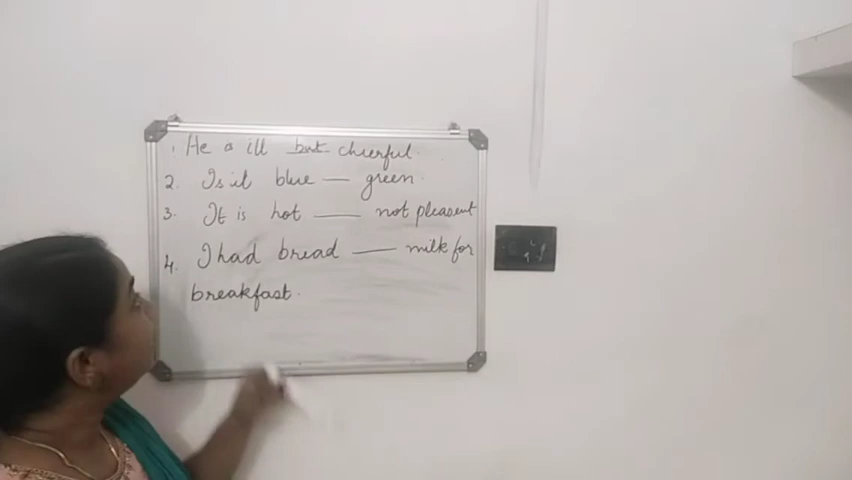 1. He is ill but cheerful.
2. Is it blue — green.
3. It is hot — not pleasent
4. I had bread — milk for
breakfast.